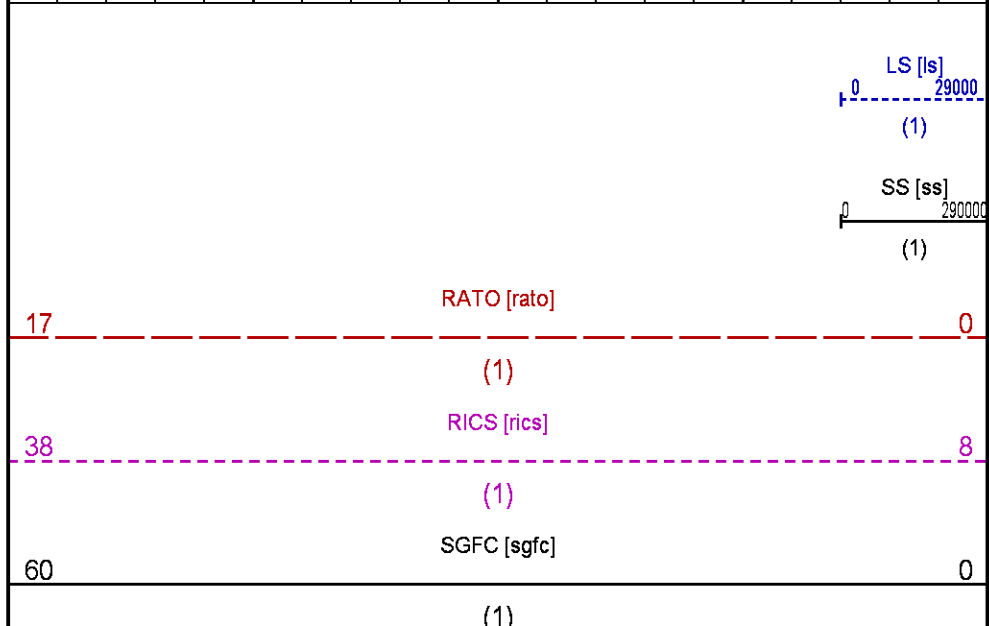 LS [ls]
0 29000
(1)
SS [ss]
0 290000
(1)
RATO [rato]
17 0
(1)
RICS [rics]
38 8
(1)
SGFC [sgfc]
60 0
(1)